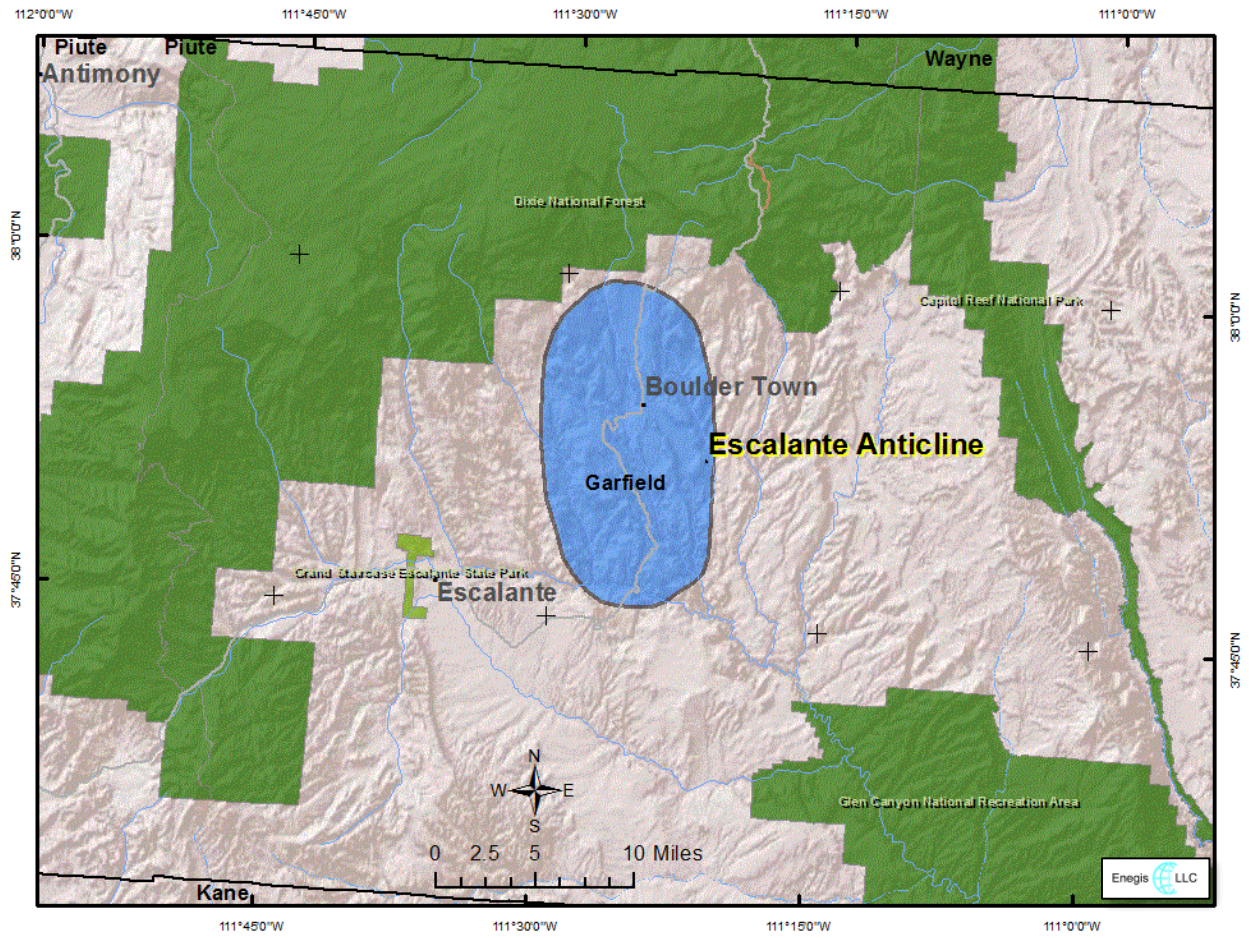 112°0'0"W 111°45'0"W 111°30'0"W 111°15'0"W 111°0'0"W
Piute Piute
Wayne
Antimony
Dixie National Forest
38°0'0"N
Capitol Reef National Park
38°0'0"N
Boulder Town
Escalante Anticline
Garfield
Grand Staircase Escalante State Park
37°45'0"N
Escalante
37°45'0"N
N
W E
S
Glen Canyon National Recreation Area
0 2.5 5 10 Miles
Enegis LLC
Kane
111°45'0"W 111°30'0"W 111°15'0"W 111°0'0"W